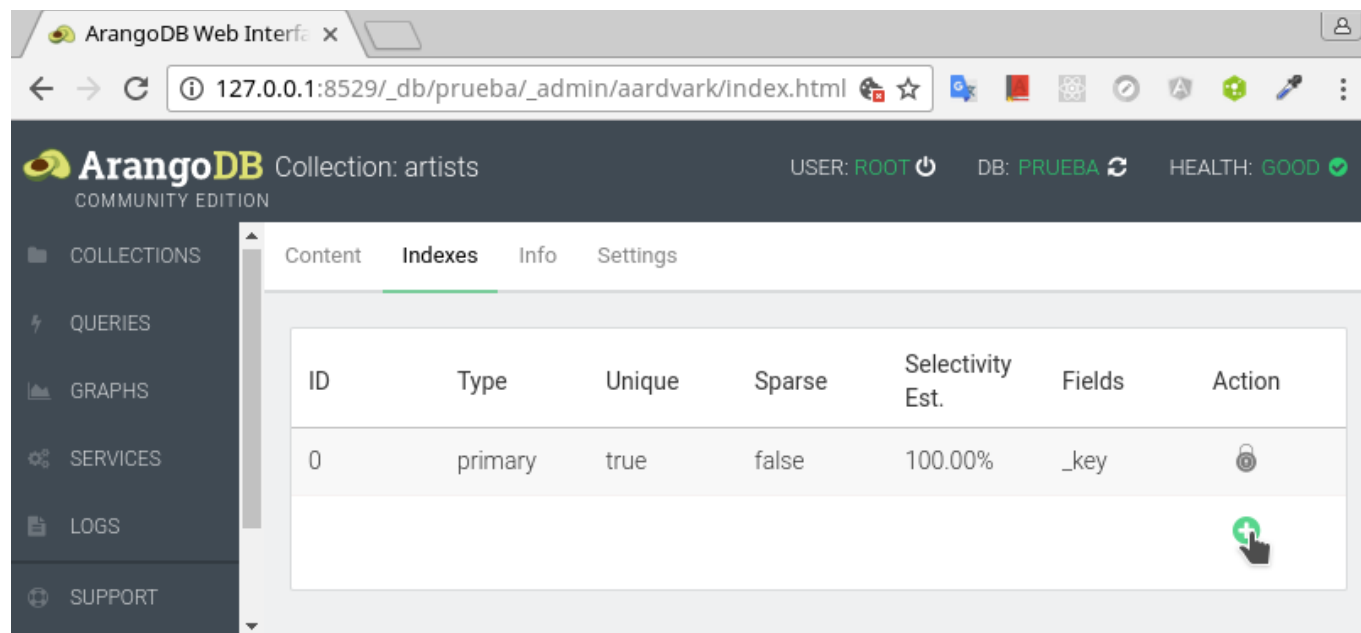 ArangoDB Web Interfa
127.0.0.1:8529/_db/prueba/_admin/aardvark/index.html
ArangoDB Collection: artists USER: ROOT DB: PRUEBA HEALTH: GOOD
COMMUNITY EDITION
COLLECTIONS
QUERIES
GRAPHS
SERVICES
LOGS
SUPPORT
Content Indexes Info Settings
ID Type Unique Sparse Selectivity Est. Fields Action
0 primary true false 100.00% _key